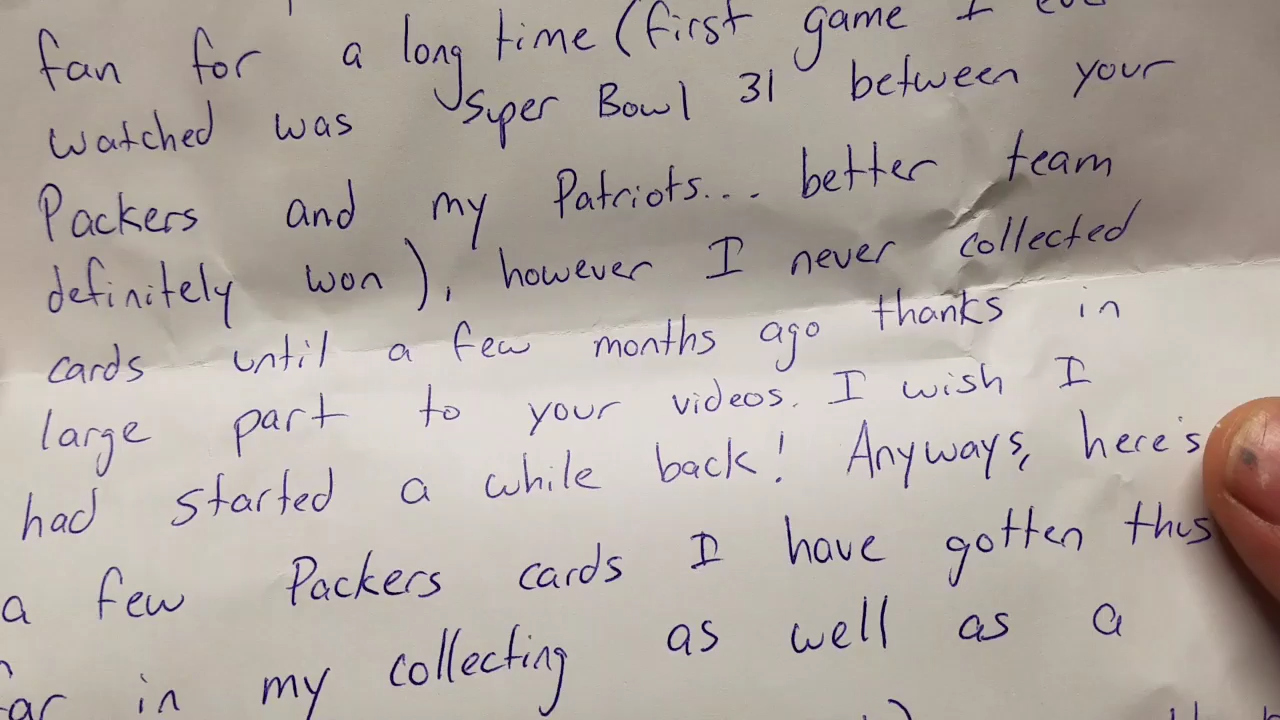 fan for a long time (first game I
watched was Super Bowl 31 between your
Packers and my Patriots... better team
definitely won), however I never collected
cards until a few months ago thanks in
large part to your videos. I wish I
had started a while back! Anyways, here's
a few Packers cards I have gotten thus
in my collecting as well as a